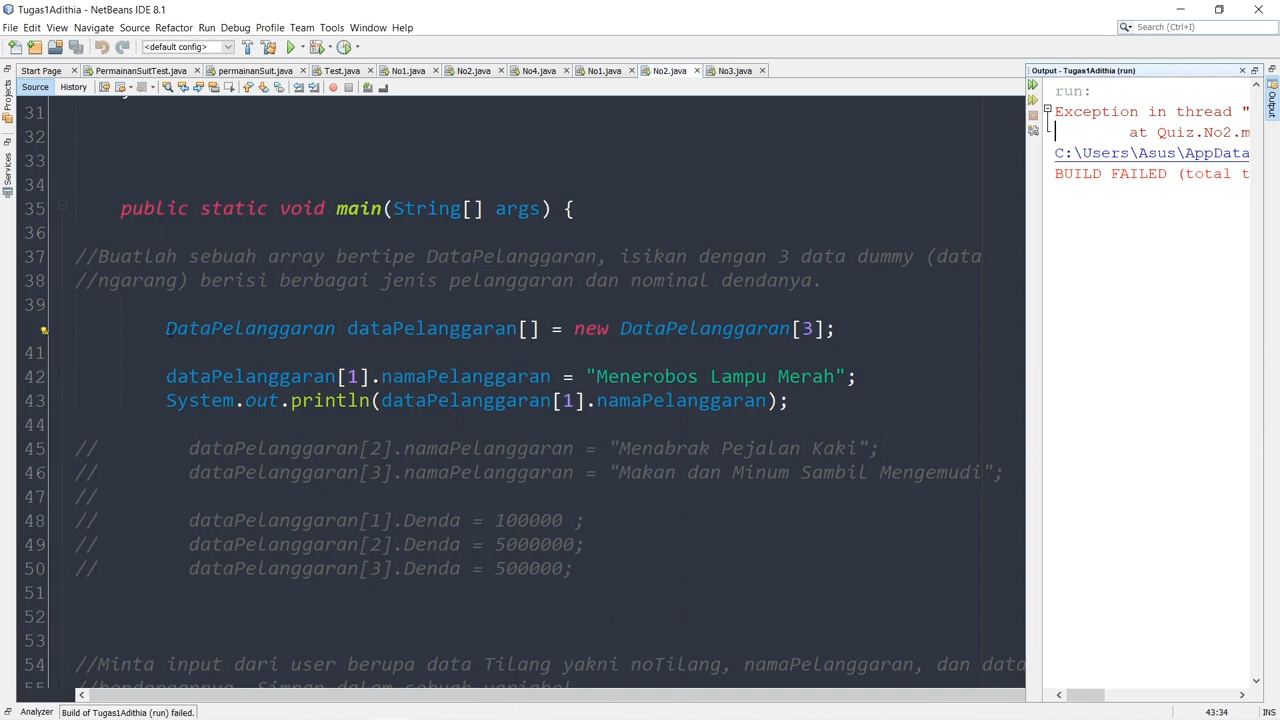 Tugas1Adithia - NetBeans IDE 8.1
File Edit View Navigate Source Refactor Run Debug Profile Team Tools Window Help
Search (Ctrl+I)
<default config>
Start Page PermainanSuitTest.java permainanSuit.java Test.java No1.java No2.java No4.java No1.java No2.java No3.java
Output - Tugas1Adithia (run)
Source History
Projects
Services
Output
31
32
33
34
35 public static void main(String[] args) {
36
37 //Buatlah sebuah array bertipe DataPelanggaran, isikan dengan 3 data dummy (data
38 //ngarang) berisi berbagai jenis pelanggaran dan nominal dendanya.
39
DataPelanggaran dataPelanggaran[] = new DataPelanggaran[3];
41
42 dataPelanggaran[1].namaPelanggaran = "Menerobos Lampu Merah";
43 System.out.println(dataPelanggaran[1].namaPelanggaran);
44
45 // dataPelanggaran[2].namaPelanggaran = "Menabrak Pejalan Kaki";
46 // dataPelanggaran[3].namaPelanggaran = "Makan dan Minum Sambil Mengemudi";
47 //
48 // dataPelanggaran[1].Denda = 100000 ;
49 // dataPelanggaran[2].Denda = 5000000;
50 // dataPelanggaran[3].Denda = 500000;
51
52
53
54 //Minta input dari user berupa data Tilang yakni noTilang, namaPelanggaran, dan data
run:
Exception in thread "
at Quiz.No2.m
C:\Users\Asus\AppData
BUILD FAILED (total t
Analyzer Build of Tugas1Adithia (run) failed.
43:34 INS